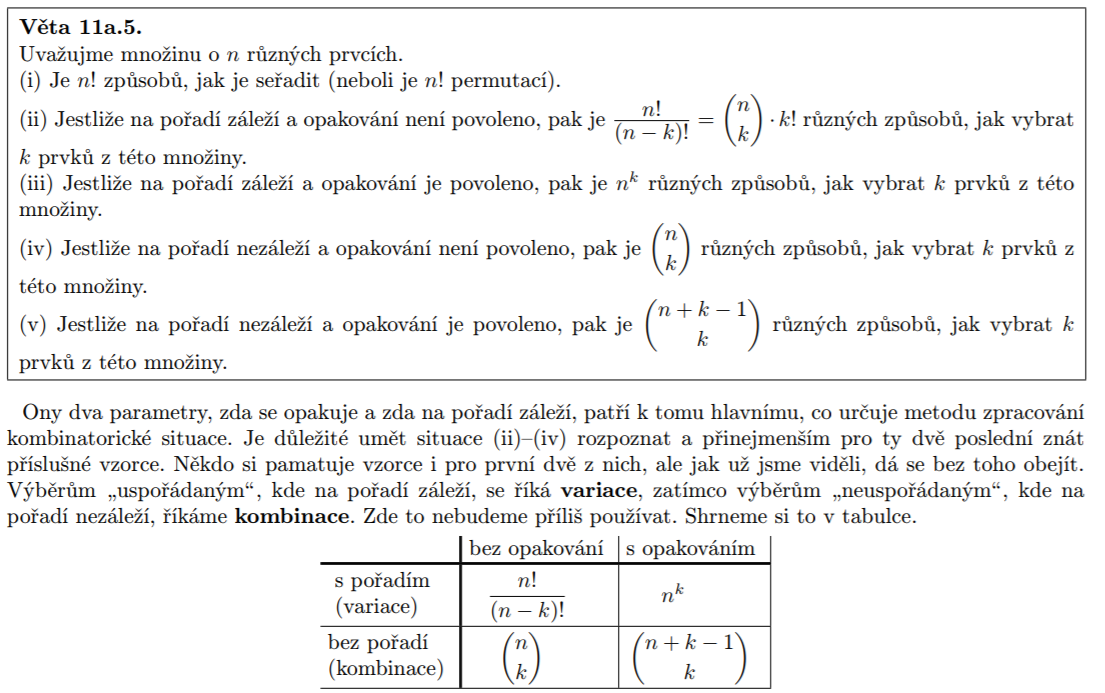 Věta 11a.5.
Uvažujme množinu o n různých prvcích.
(i) Je n! způsobů, jak je seřadit (neboli je n! permutací).
(ii) Jestliže na pořadí záleží a opakování není povoleno, pak je n!/(n − k)! = (n k) · k! různých způsobů, jak vybrat
k prvků z této množiny.
(iii) Jestliže na pořadí záleží a opakování je povoleno, pak je n^k různých způsobů, jak vybrat k prvků z této
množiny.
(iv) Jestliže na pořadí nezáleží a opakování není povoleno, pak je (n k) různých způsobů, jak vybrat k prvků z
této množiny.
(v) Jestliže na pořadí nezáleží a opakování je povoleno, pak je (n + k − 1 k) různých způsobů, jak vybrat k
prvků z této množiny.
Ony dva parametry, zda se opakuje a zda na pořadí záleží, patří k tomu hlavnímu, co určuje metodu zpracování
kombinatorické situace. Je důležité umět situace (ii)–(iv) rozpoznat a přinejmenším pro ty dvě poslední znát
příslušné vzorce. Někdo si pamatuje vzorce i pro první dvě z nich, ale jak už jsme viděli, dá se bez toho obejít.
Výběrům „uspořádaným“, kde na pořadí záleží, se říká variace, zatímco výběrům „neuspořádaným“, kde na
pořadí nezáleží, říkáme kombinace. Zde to nebudeme příliš používat. Shrneme si to v tabulce.
bez opakování s opakováním
s pořadím
(variace)
n!/(n − k)! n^k
bez pořadí
(kombinace)
(n k) (n + k − 1 k)